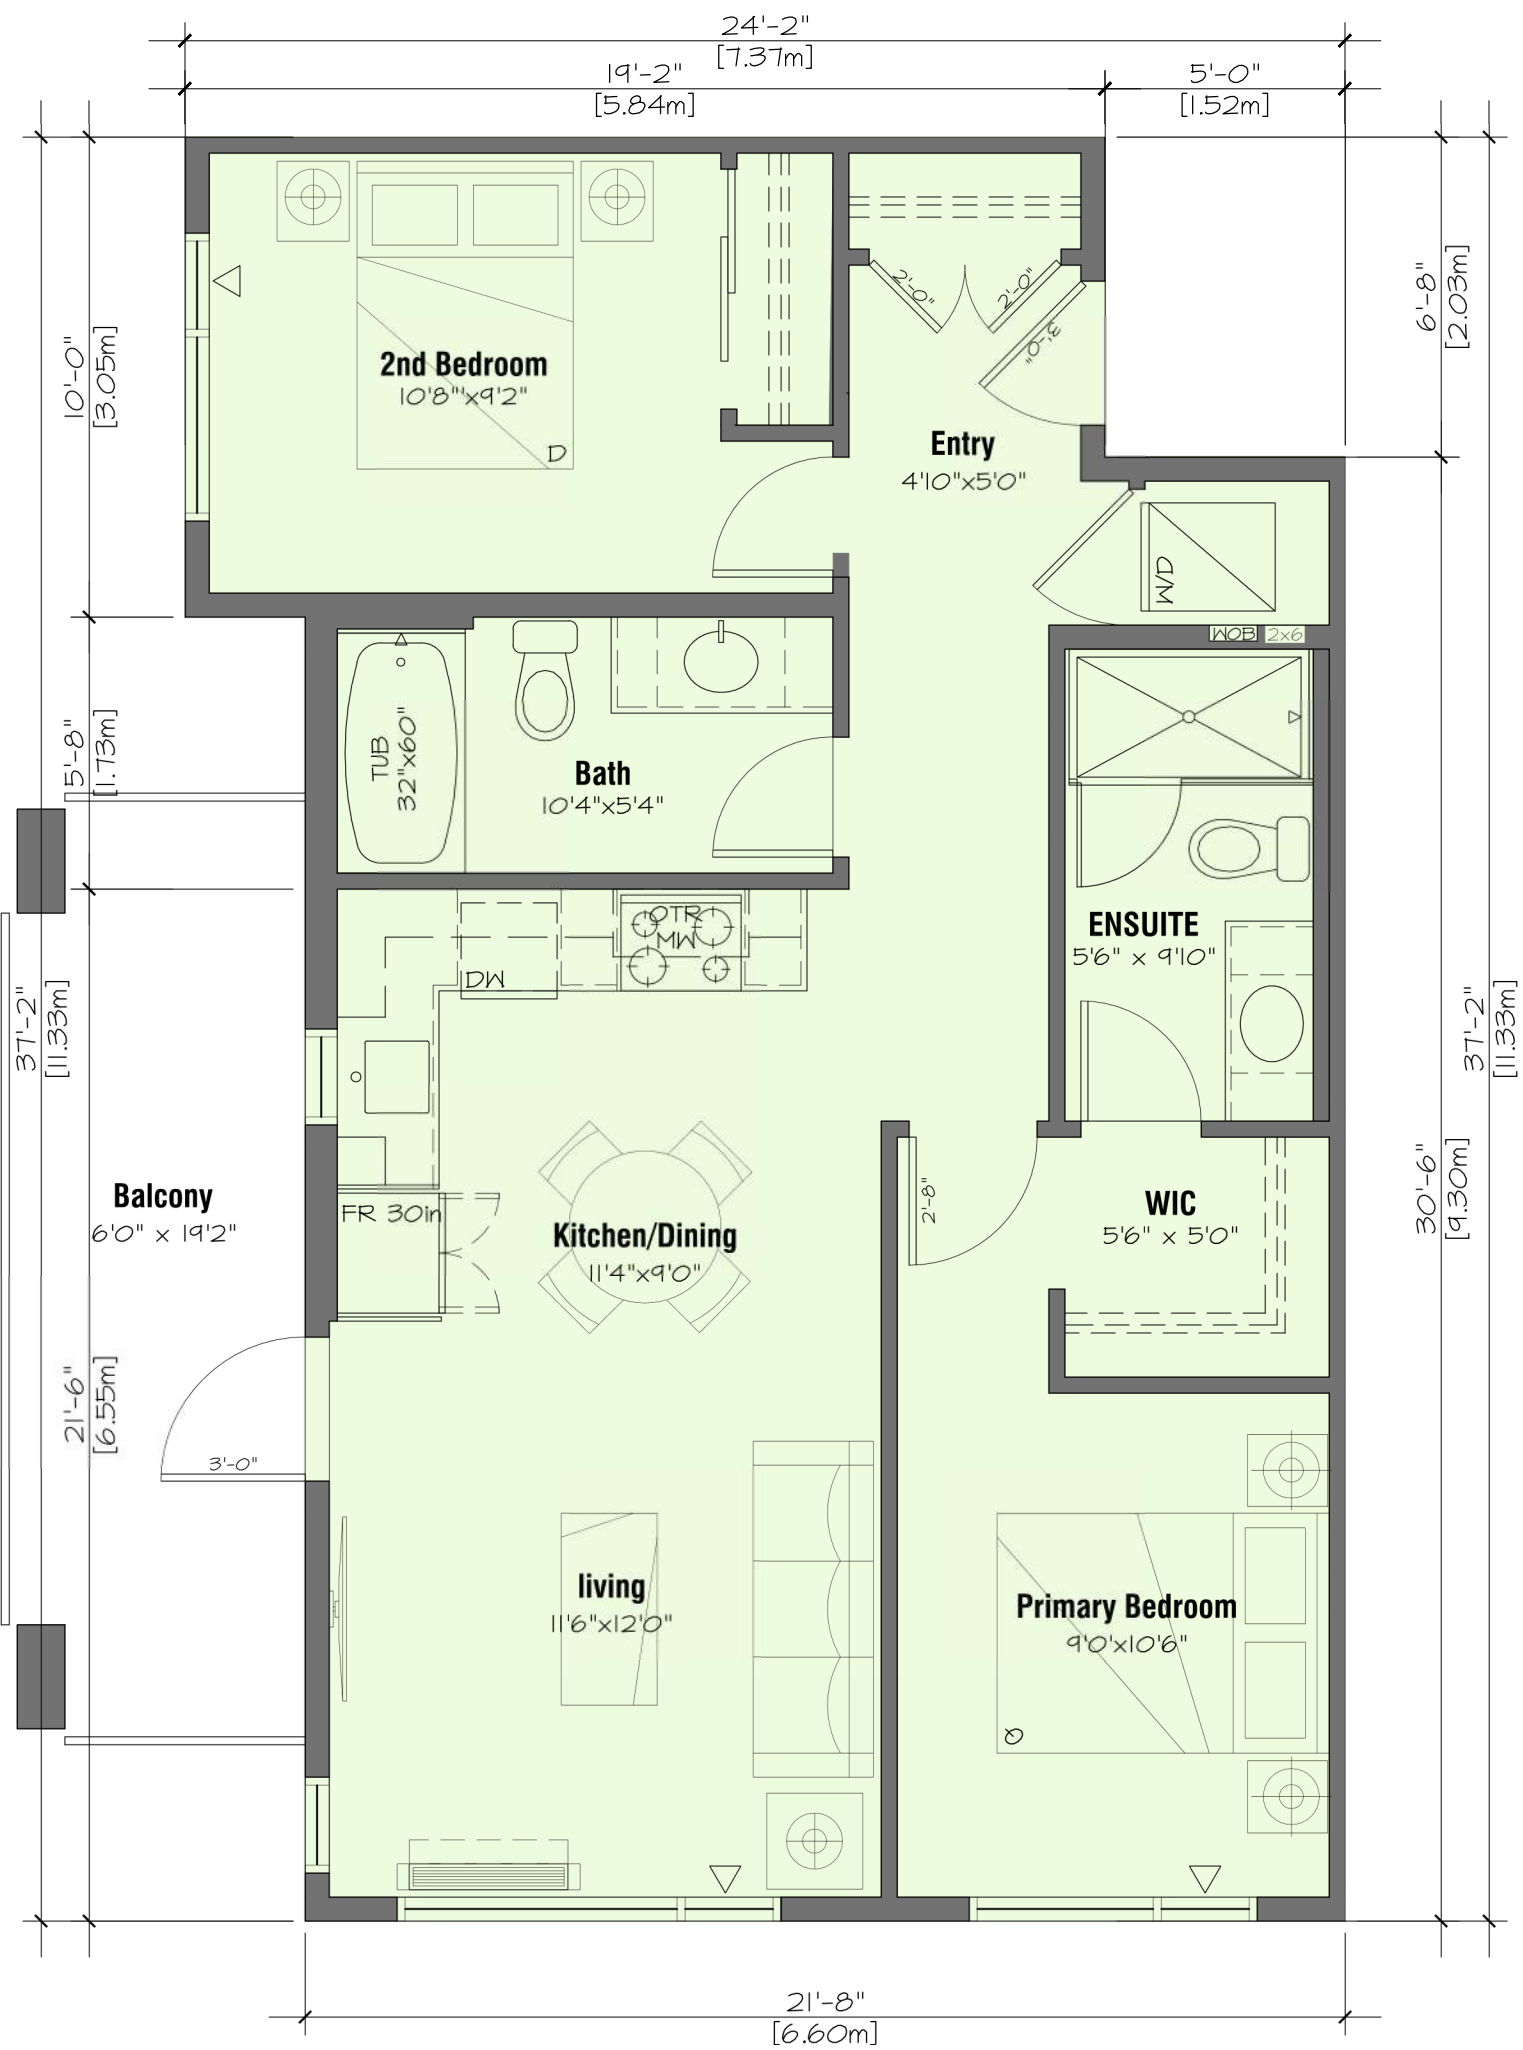 24'-2"
[7.37m]
19'-2"
[5.84m]
5'-0"
[1.52m]
10'-0"
[3.05m]
6'-8"
[2.03m]
2'-0"
2'-0"
3'-0"
2nd Bedroom
10'8"x9'2"
D
Entry
4'10"x5'0"
W/D
WOB
2x6
5'-8"
1.73m]
TUB
32"x60"
Bath
10'4"x5'4"
OTR
MW
DW
ENSUITE
5'6" x 9'10"
37'-2"
[11.33m]
37'-2"
[11.33m]
Balcony
6'0" x 19'2"
FR 30in
Kitchen/Dining
11'4"x9'0"
2'-8"
WIC
5'6" x 5'0"
30'-6"
[9.30m]
21'-6"
[6.55m]
3'-0"
living
11'6"x12'0"
Primary Bedroom
9'0'x10'6"
Q
21'-8"
[6.60m]